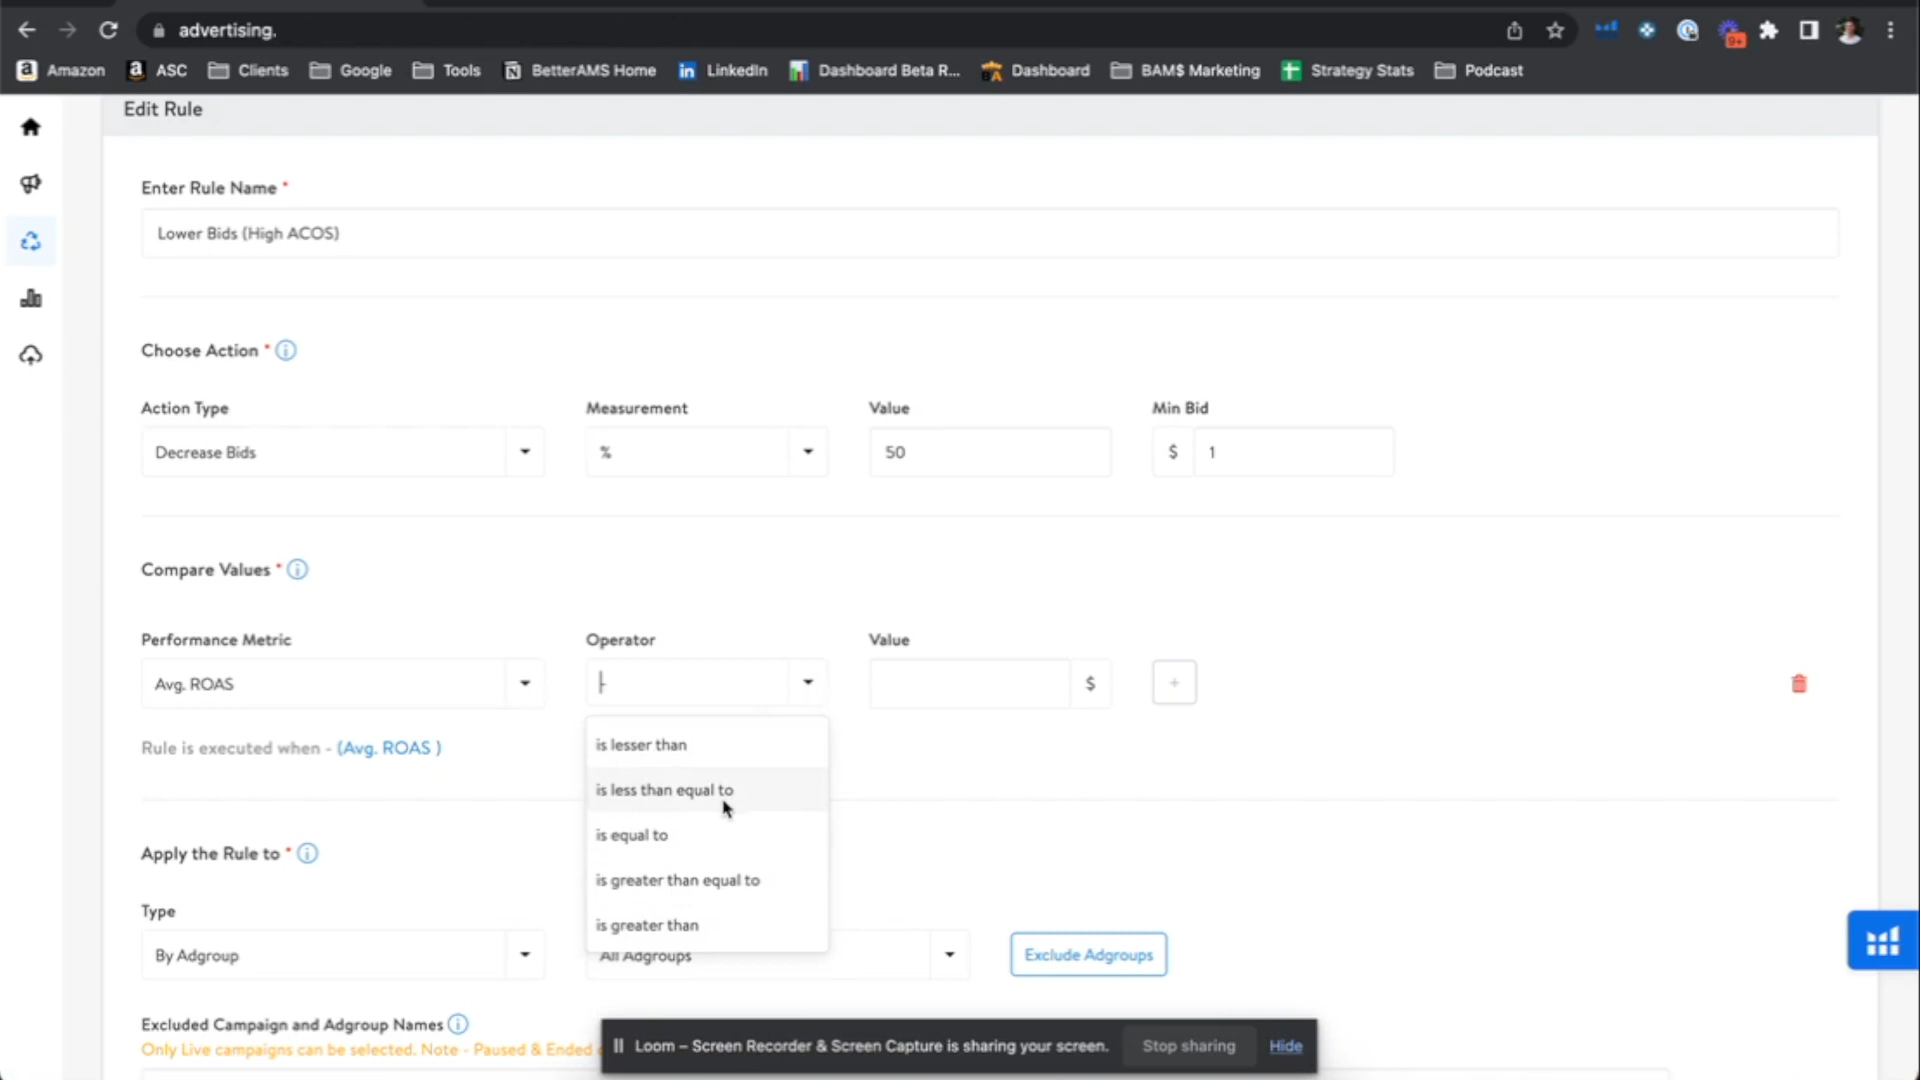 advertising.
9+
Amazon ASC Clients Google Tools BetterAMS Home LinkedIn Dashboard Beta R... Dashboard BAM$ Marketing Strategy Stats Podcast
Edit Rule
Enter Rule Name *
Lower Bids (High ACOS)
Choose Action *
Action Type Measurement Value Min Bid
Decrease Bids % 50 $ 1
Compare Values *
Performance Metric Operator Value
Avg. ROAS $ +
Rule is executed when - (Avg. ROAS )
is lesser than
is less than equal to
is equal to
is greater than equal to
is greater than
Apply the Rule to *
Type
By Adgroup All Adgroups Exclude Adgroups
Excluded Campaign and Adgroup Names
Only Live campaigns can be selected. Note - Paused & Ended
Loom – Screen Recorder & Screen Capture is sharing your screen. Stop sharing Hide